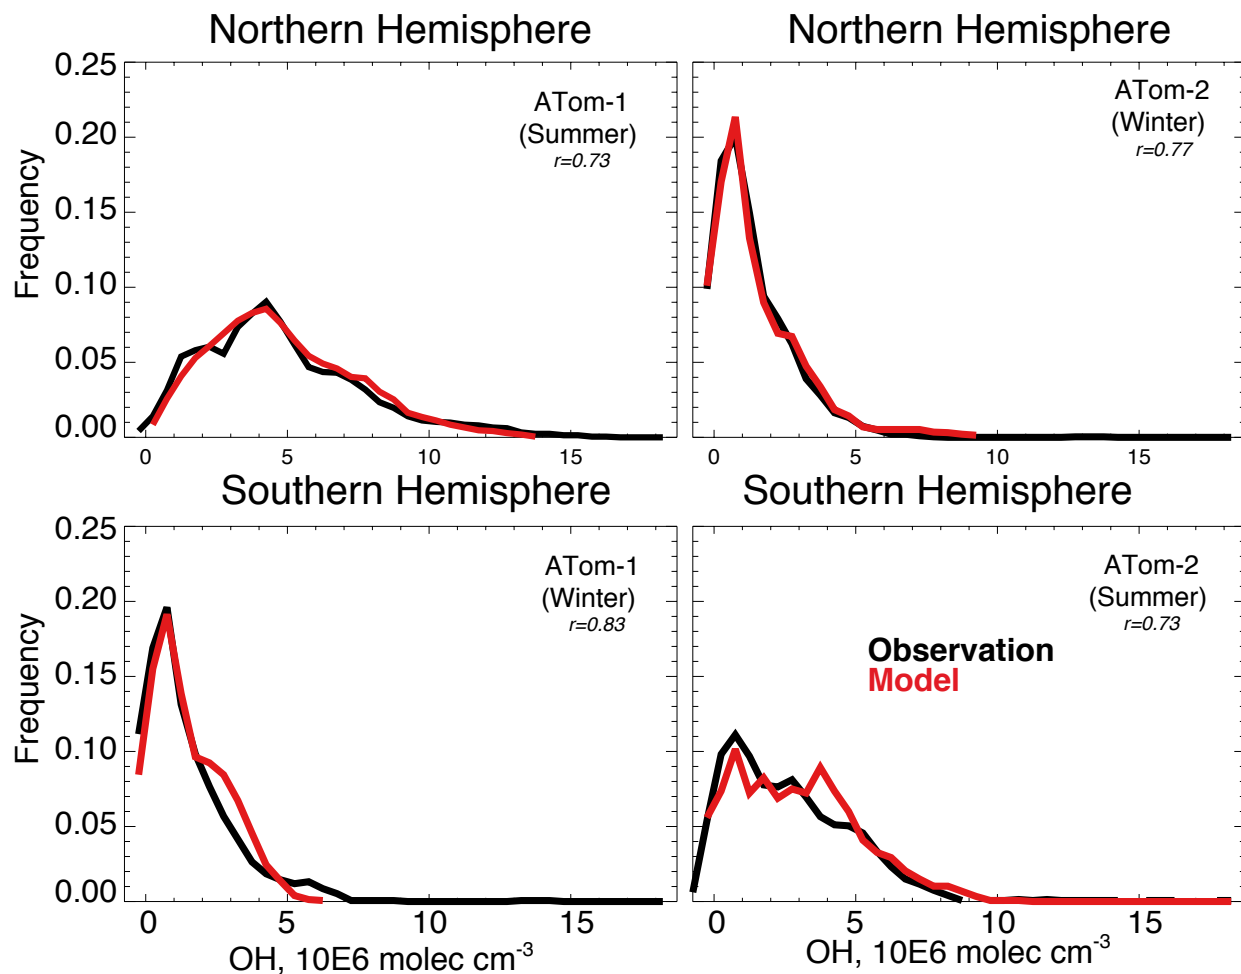 Northern Hemisphere
Northern Hemisphere
0.25
0.20
0.15
0.10
0.05
0.00
Frequency
ATom-1
(Summer)
r=0.73
0 5 10 15
ATom-2
(Winter)
r=0.77
0 5 10 15
Southern Hemisphere
Southern Hemisphere
0.25
0.20
0.15
0.10
0.05
0.00
Frequency
ATom-1
(Winter)
r=0.83
0 5 10 15
OH, 10E6 molec cm⁻³
ATom-2
(Summer)
r=0.73
Observation
Model
0 5 10 15
OH, 10E6 molec cm⁻³